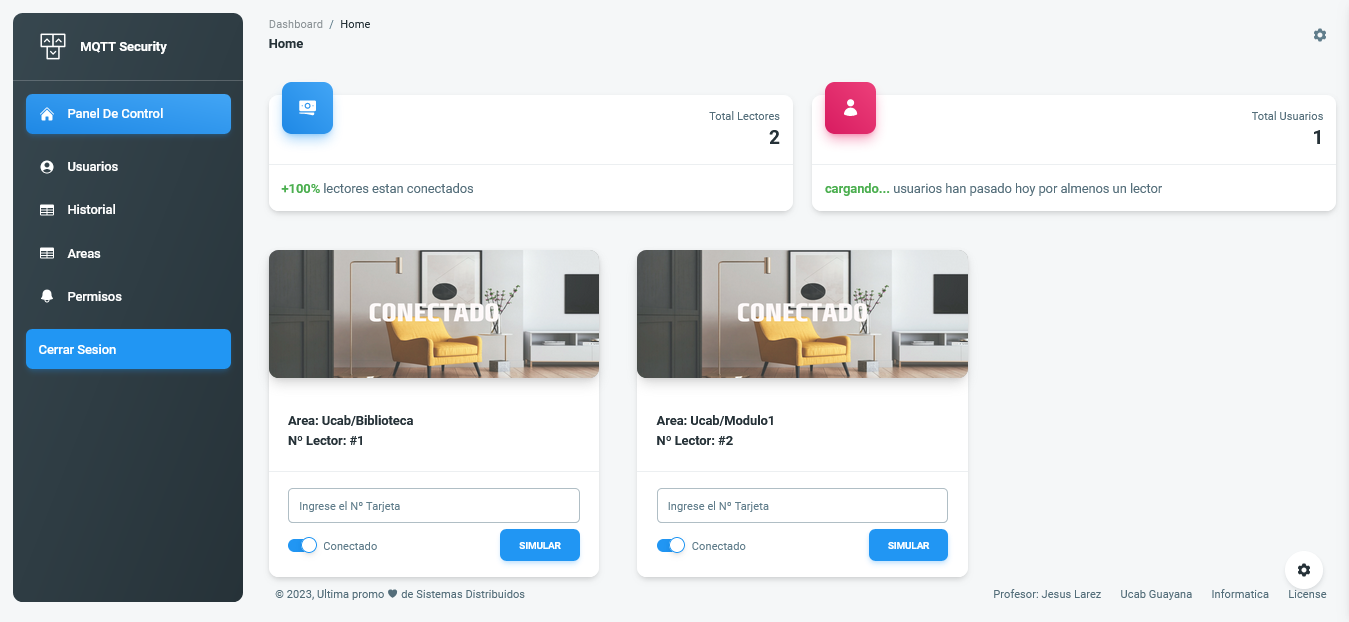 MQTT Security
Panel De Control
Usuarios
Historial
Areas
Permisos
Cerrar Sesion
Dashboard / Home
Home
Total Lectores
2
+100% lectores estan conectados
Total Usuarios
1
cargando... usuarios han pasado hoy por almenos un lector
CONECTADO
Area: Ucab/Biblioteca
Nº Lector: #1
Ingrese el Nº Tarjeta
Conectado
SIMULAR
CONECTADO
Area: Ucab/Modulo1
Nº Lector: #2
Ingrese el Nº Tarjeta
Conectado
SIMULAR
© 2023, Ultima promo ♥ de Sistemas Distribuidos
Profesor: Jesus Larez Ucab Guayana Informatica License